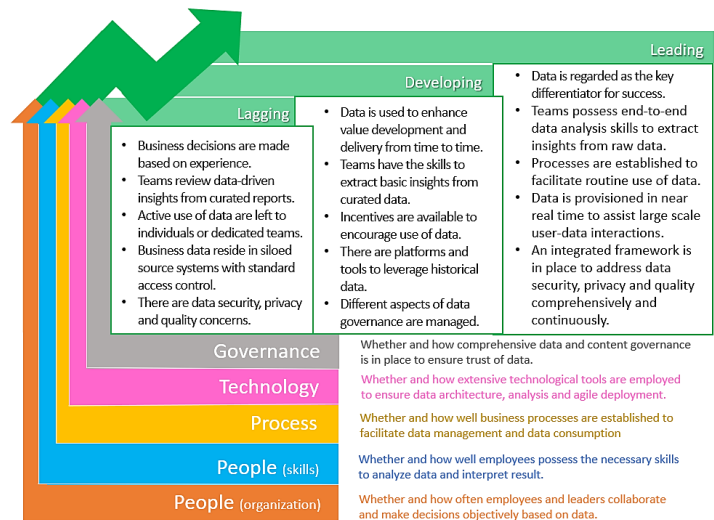 Leading
Developing
Lagging
• Business decisions are made
based on experience.
• Teams review data-driven
insights from curated reports.
• Active use of data are left to
individuals or dedicated teams.
• Business data reside in siloed
source systems with standard
access control.
• There are data security, privacy
and quality concerns.
• Data is used to enhance
value development and
delivery from time to time.
• Teams have the skills to
extract basic insights from
curated data.
• Incentives are available to
encourage use of data.
• There are platforms and
tools to leverage historical
data.
• Different aspects of data
governance are managed.
• Data is regarded as the key
differentiator for success.
• Teams possess end-to-end
data analysis skills to extract
insights from raw data.
• Processes are established to
facilitate routine use of data.
• Data is provisioned in near
real time to assist large scale
user-data interactions.
• An integrated framework is
in place to address data
security, privacy and quality
comprehensively and
continuously.
Governance
Whether and how comprehensive data and content governance
is in place to ensure trust of data.
Technology
Whether and how extensive technological tools are employed
to ensure data architecture, analysis and agile deployment.
Process
Whether and how well business processes are established to
facilitate data management and data consumption
People (skills)
Whether and how well employees possess the necessary skills
to analyze data and interpret result.
People (organization)
Whether and how often employees and leaders collaborate
and make decisions objectively based on data.